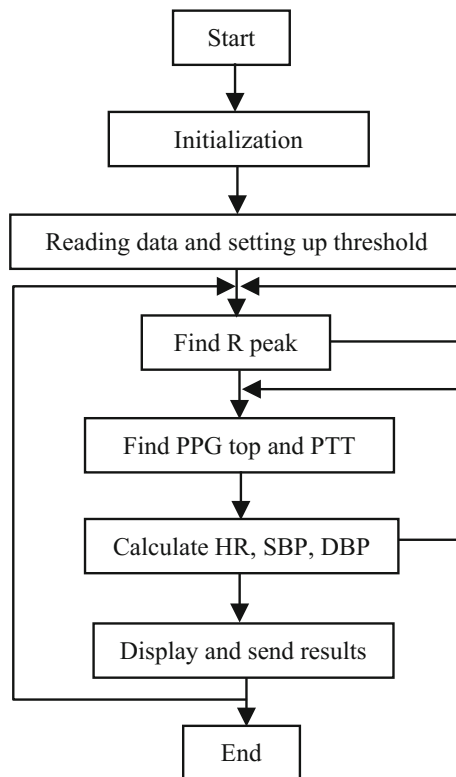 Start
Initialization
Reading data and setting up threshold
Find R peak
Find PPG top and PTT
Calculate HR, SBP, DBP
Display and send results
End